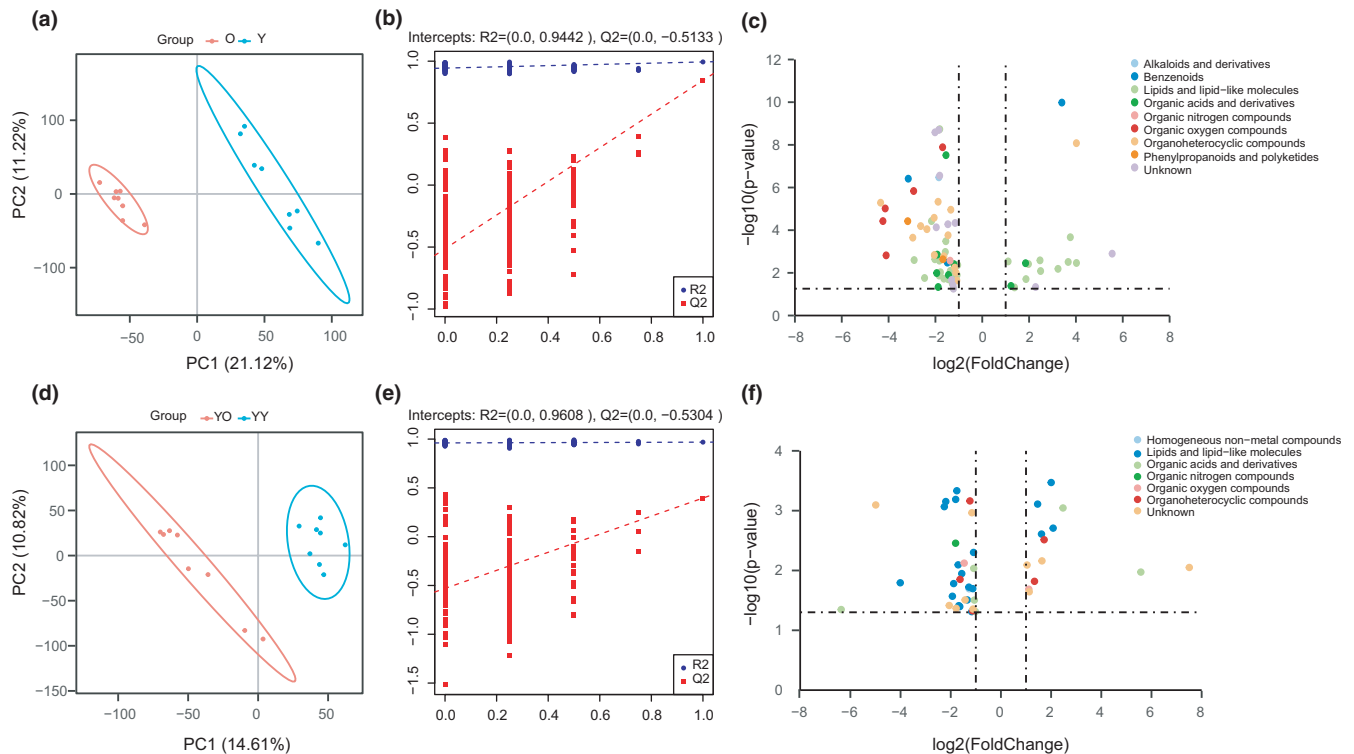 (a)
Group O Y
PC2 (11.22%)
100
0
−100
−50
0
50
100
PC1 (21.12%)
(b)
Intercepts: R2=(0.0, 0.9442 ), Q2=(0.0, −0.5133 )
1.0
0.5
0.0
−0.5
−1.0
R2
Q2
0.0 0.2 0.4 0.6 0.8 1.0
(c)
−log10(p-value)
12
10
8
6
4
2
0
−8 −6 −4 −2 0 2 4 6 8
log2(FoldChange)
Alkaloids and derivatives
Benzenoids
Lipids and lipid-like molecules
Organic acids and derivatives
Organic nitrogen compounds
Organic oxygen compounds
Organoheterocyclic compounds
Phenylpropanoids and polyketides
Unknown
(d)
Group YO YY
PC2 (10.82%)
100
50
0
−50
−100
−150
−100 −50 0 50
PC1 (14.61%)
(e)
Intercepts: R2=(0.0, 0.9608 ), Q2=(0.0, −0.5304 )
1.0
0.5
0.0
−0.5
−1.0
−1.5
R2
Q2
0.0 0.2 0.4 0.6 0.8 1.0
(f)
−log10(p-value)
4
3
2
1
0
−8 −6 −4 −2 0 2 4 6 8
log2(FoldChange)
Homogeneous non-metal compounds
Lipids and lipid-like molecules
Organic acids and derivatives
Organic nitrogen compounds
Organic oxygen compounds
Organoheterocyclic compounds
Unknown